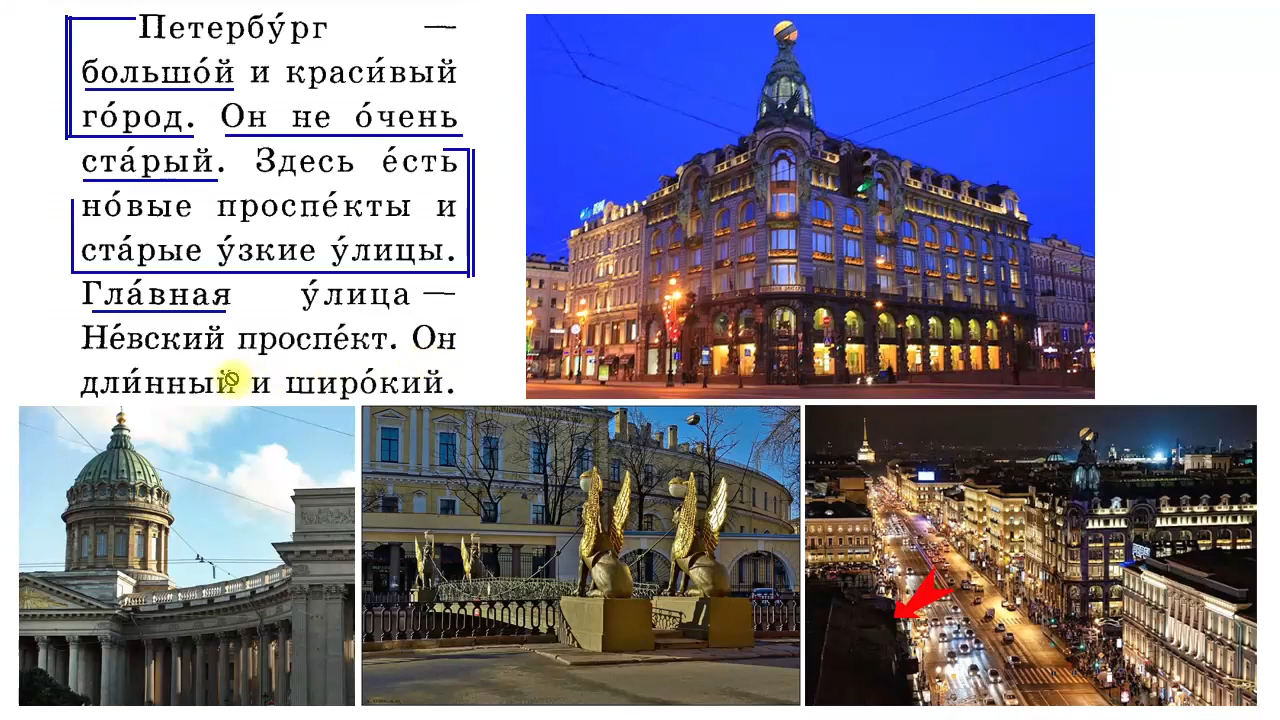 Петербу́рг —
большо́й и краси́вый
го́род. Он не о́чень
ста́рый. Здесь е́сть
но́вые проспе́кты и
ста́рые у́зкие у́лицы.
Гла́вная у́лица —
Не́вский проспе́кт. Он
дли́нный и широ́кий.